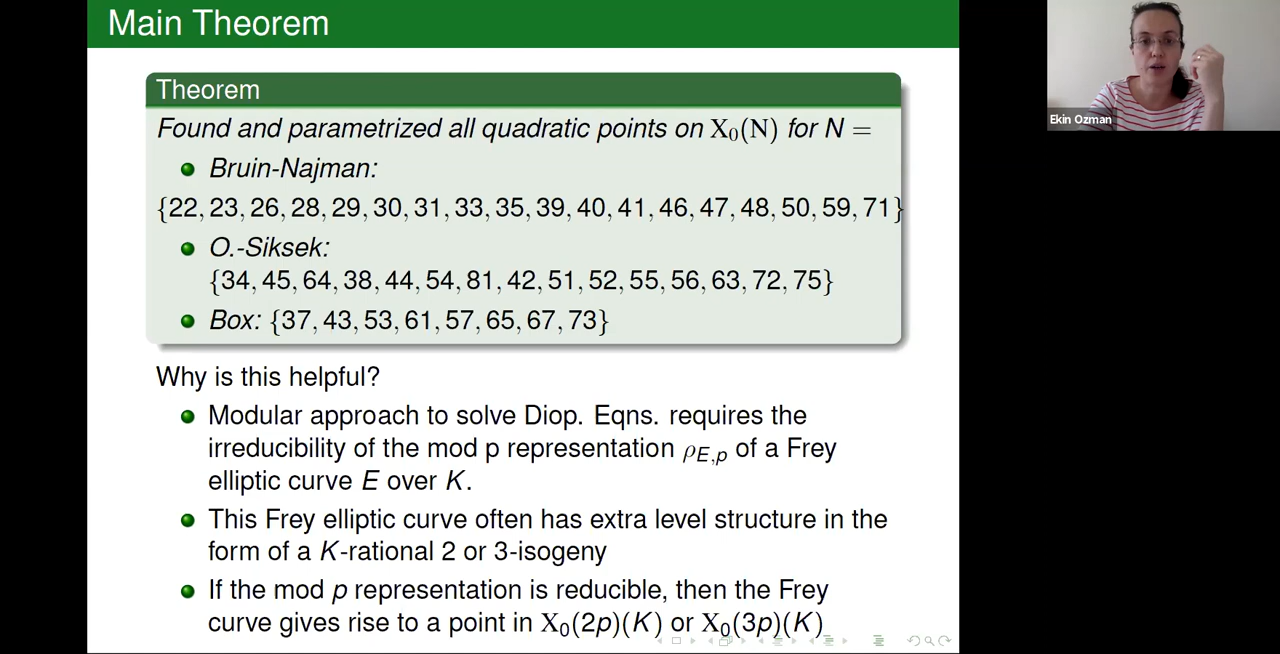 Main Theorem
Theorem
Found and parametrized all quadratic points on X₀(N) for N =
Bruin-Najman:
{22, 23, 26, 28, 29, 30, 31, 33, 35, 39, 40, 41, 46, 47, 48, 50, 59, 71}
O.-Siksek:
{34, 45, 64, 38, 44, 54, 81, 42, 51, 52, 55, 56, 63, 72, 75}
Box: {37, 43, 53, 61, 57, 65, 67, 73}
Why is this helpful?
Modular approach to solve Diop. Eqns. requires the
irreducibility of the mod p representation ρ_{E,p} of a Frey
elliptic curve E over K.
This Frey elliptic curve often has extra level structure in the
form of a K-rational 2 or 3-isogeny
If the mod p representation is reducible, then the Frey
curve gives rise to a point in X₀(2p)(K) or X₀(3p)(K)
Ekin Ozman